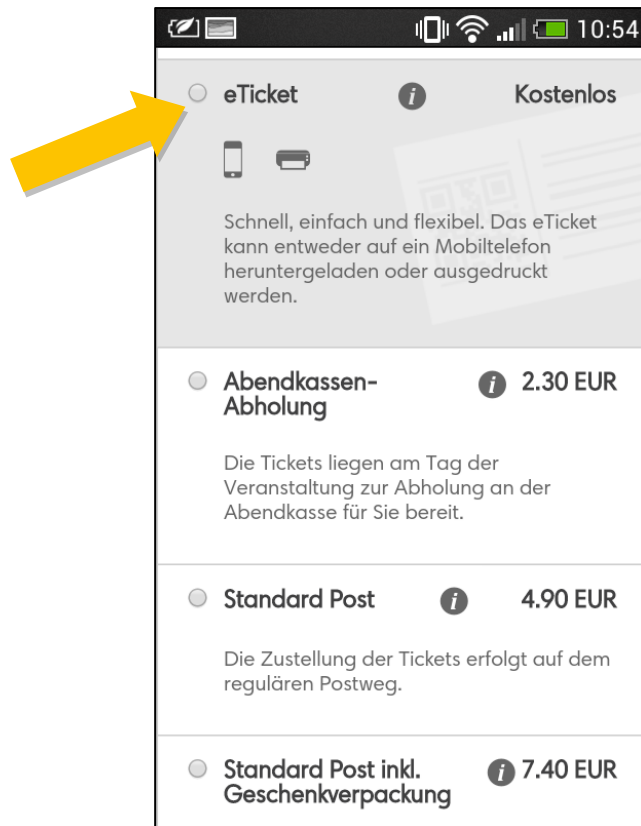 10:54
eTicket i Kostenlos
Schnell, einfach und flexibel. Das eTicket
kann entweder auf ein Mobiltelefon
heruntergeladen oder ausgedruckt
werden.
Abendkassen-
Abholung i 2.30 EUR
Die Tickets liegen am Tag der
Veranstaltung zur Abholung an der
Abendkasse für Sie bereit.
Standard Post i 4.90 EUR
Die Zustellung der Tickets erfolgt auf dem
regulären Postweg.
Standard Post inkl. i 7.40 EUR
Geschenkverpackung